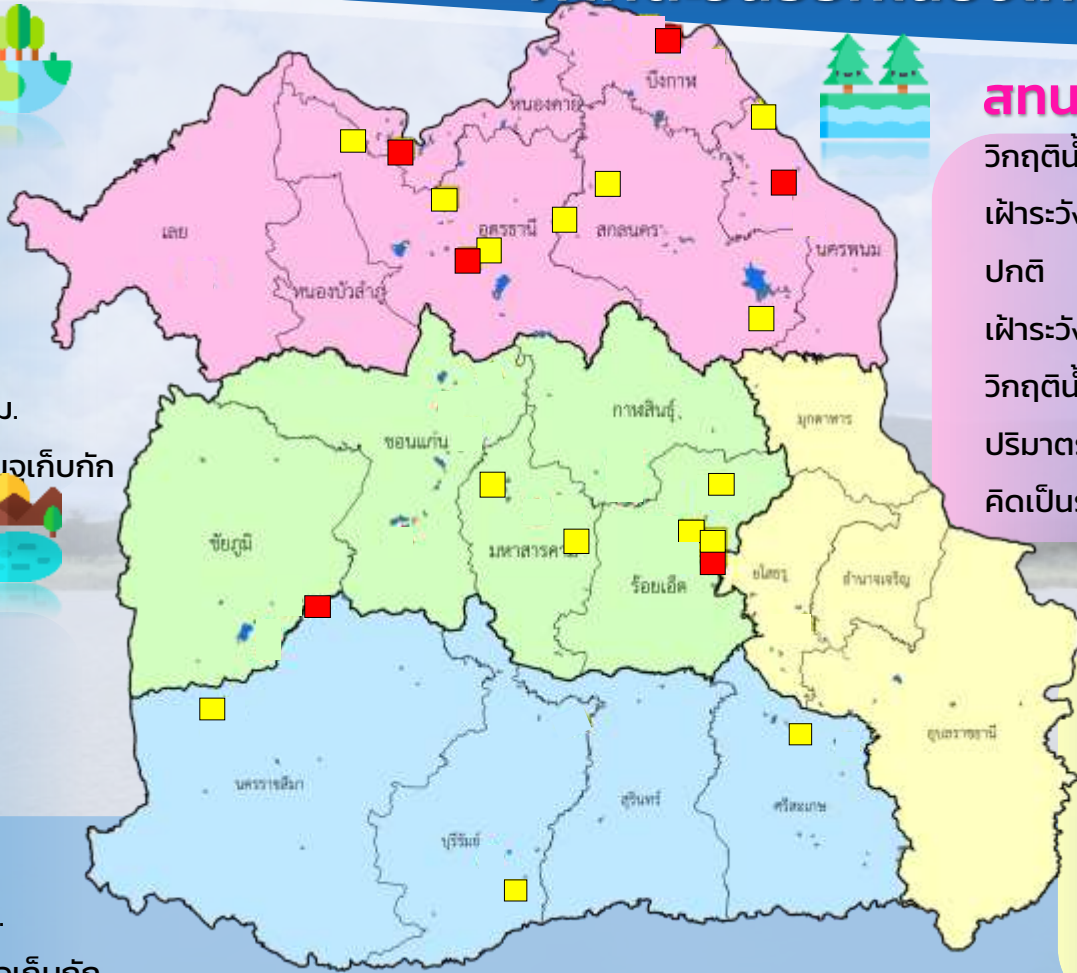 สทน
วิกฤติน้
เฝ้าระวัง
ปกติ
เฝ้าระวัง
วิกฤติน้
ปริมาตร
คิดเป็นร
ม.
มจุเก็บกัก
บึงกาฬ
หนองคาย
เลย
อุดรธานี
สกลนคร
นครพนม
หนองบัวลำภู
กาฬสินธุ์
มุกดาหาร
ขอนแก่น
ชัยภูมิ
มหาสารคาม
ร้อยเอ็ด
ยโสธร
อำนาจเจริญ
อุบลราชธานี
นครราชสีมา
สุรินทร์
ศรีสะเกษ
บุรีรัมย์